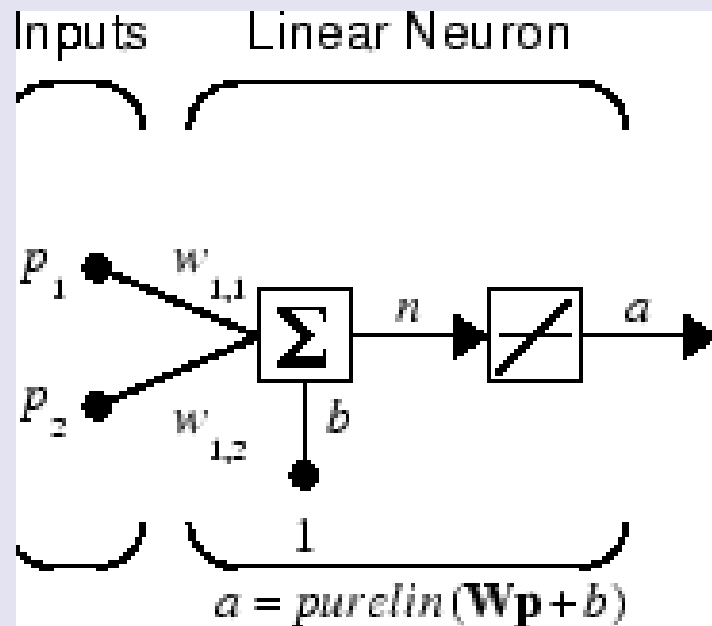 Inputs Linear Neuron
p1 w1,1
n a
p2 w1,2 b
1
a = purelin(Wp+b)